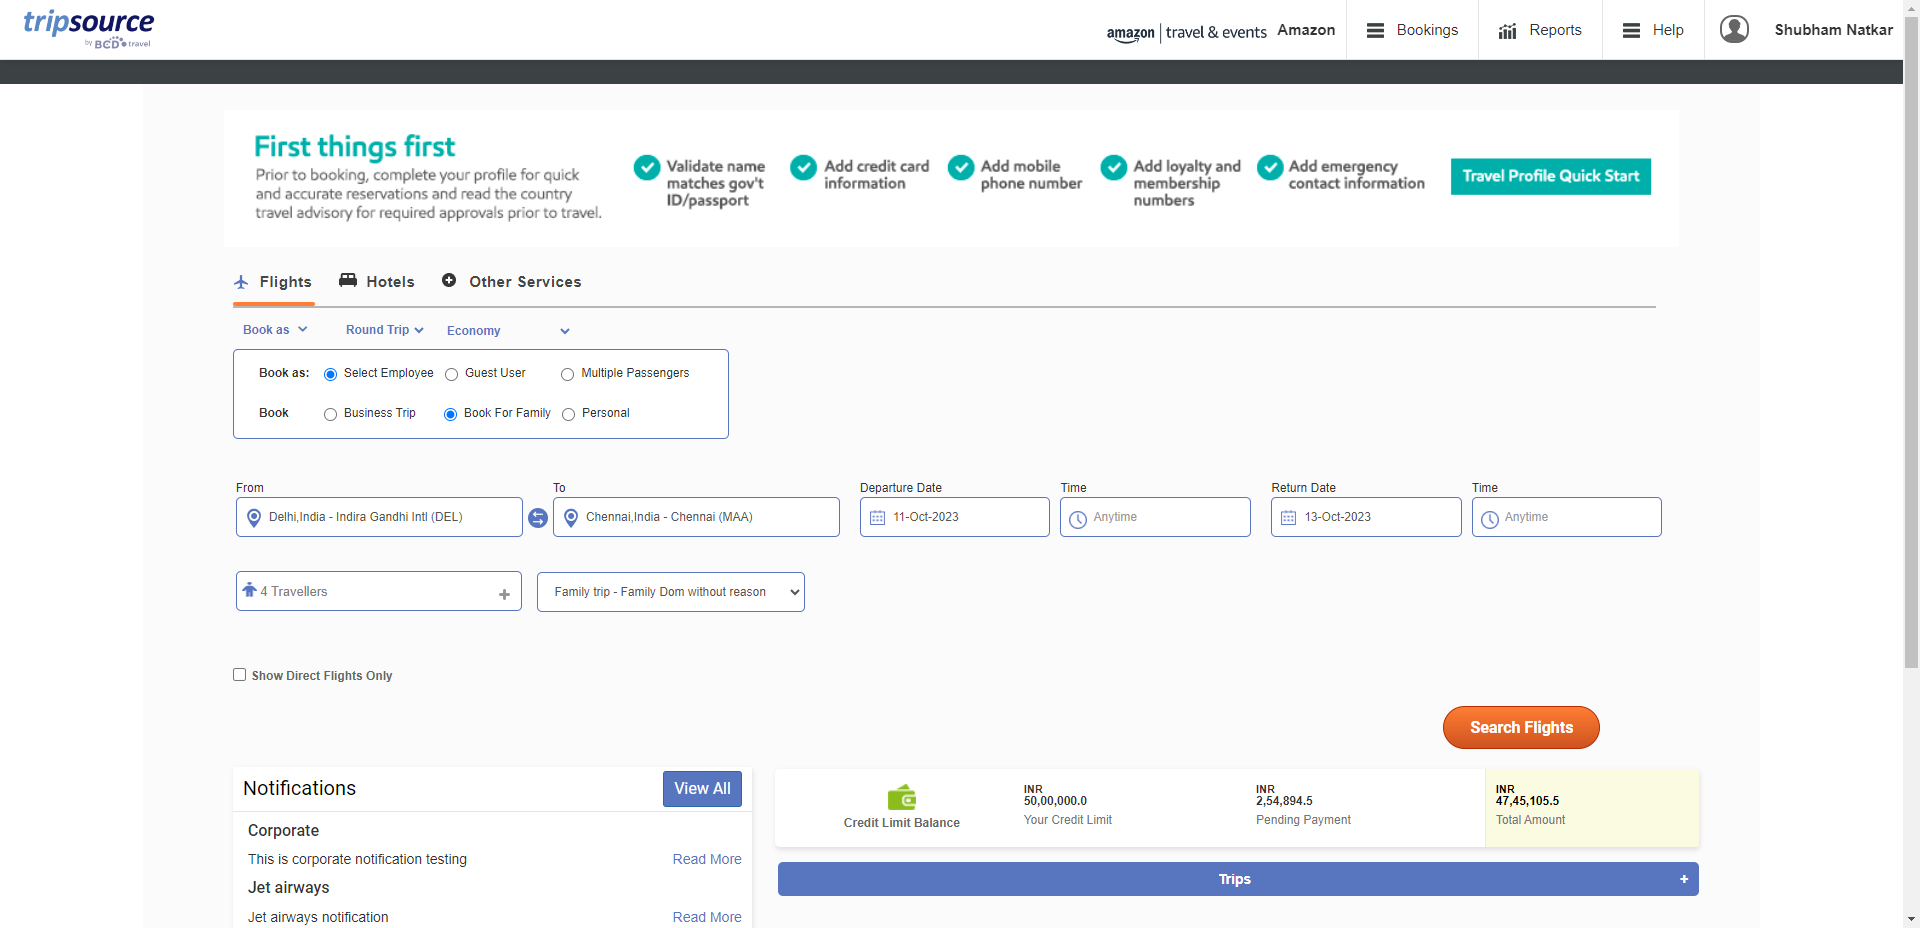 tripsource
by BCD travel
amazon | travel & events Amazon
Bookings
Reports
Help
Shubham Natkar
First things first
Prior to booking, complete your profile for quick
and accurate reservations and read the country
travel advisory for required approvals prior to travel.
Validate name
matches gov't
ID/passport
Add credit card
information
Add mobile
phone number
Add loyalty and
membership
numbers
Add emergency
contact information
Travel Profile Quick Start
Flights
Hotels
Other Services
Book as
Round Trip
Economy
Book as: Select Employee Guest User Multiple Passengers
Book Business Trip Book For Family Personal
From
To
Departure Date
Time
Return Date
Time
Delhi,India - Indira Gandhi Intl (DEL)
Chennai,India - Chennai (MAA)
11-Oct-2023
Anytime
13-Oct-2023
Anytime
4 Travellers +
Family trip - Family Dom without reason
Show Direct Flights Only
Search Flights
Notifications
View All
Corporate
This is corporate notification testing
Read More
Jet airways
Jet airways notification
Read More
Credit Limit Balance
INR
50,00,000.0
Your Credit Limit
INR
2,54,894.5
Pending Payment
INR
47,45,105.5
Total Amount
Trips +